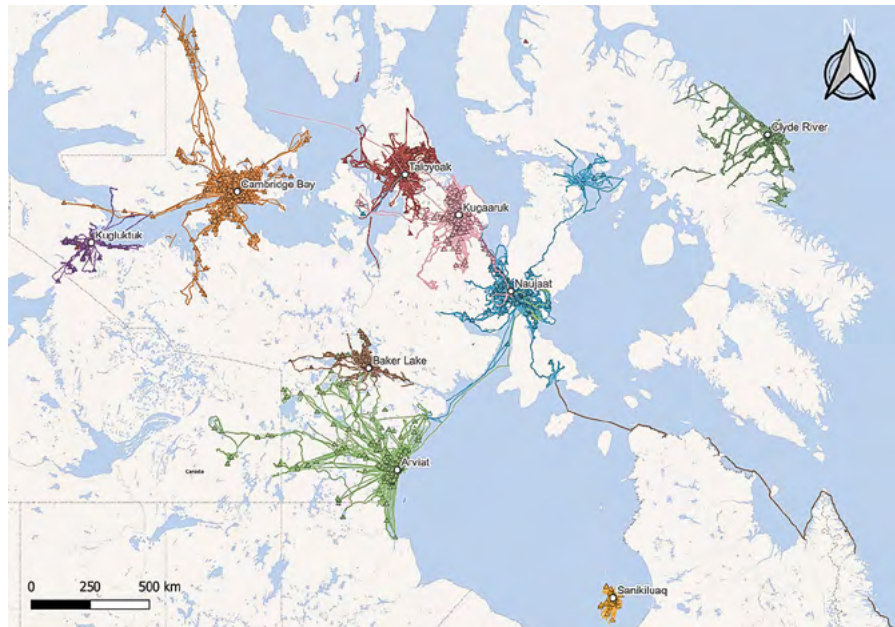 N
Clyde River
Taloyoak
Cambridge Bay
Kugaaruk
Kugluktuk
Naujaat
Baker Lake
Arviat
Canada
0 250 500 km
Sanikiluaq